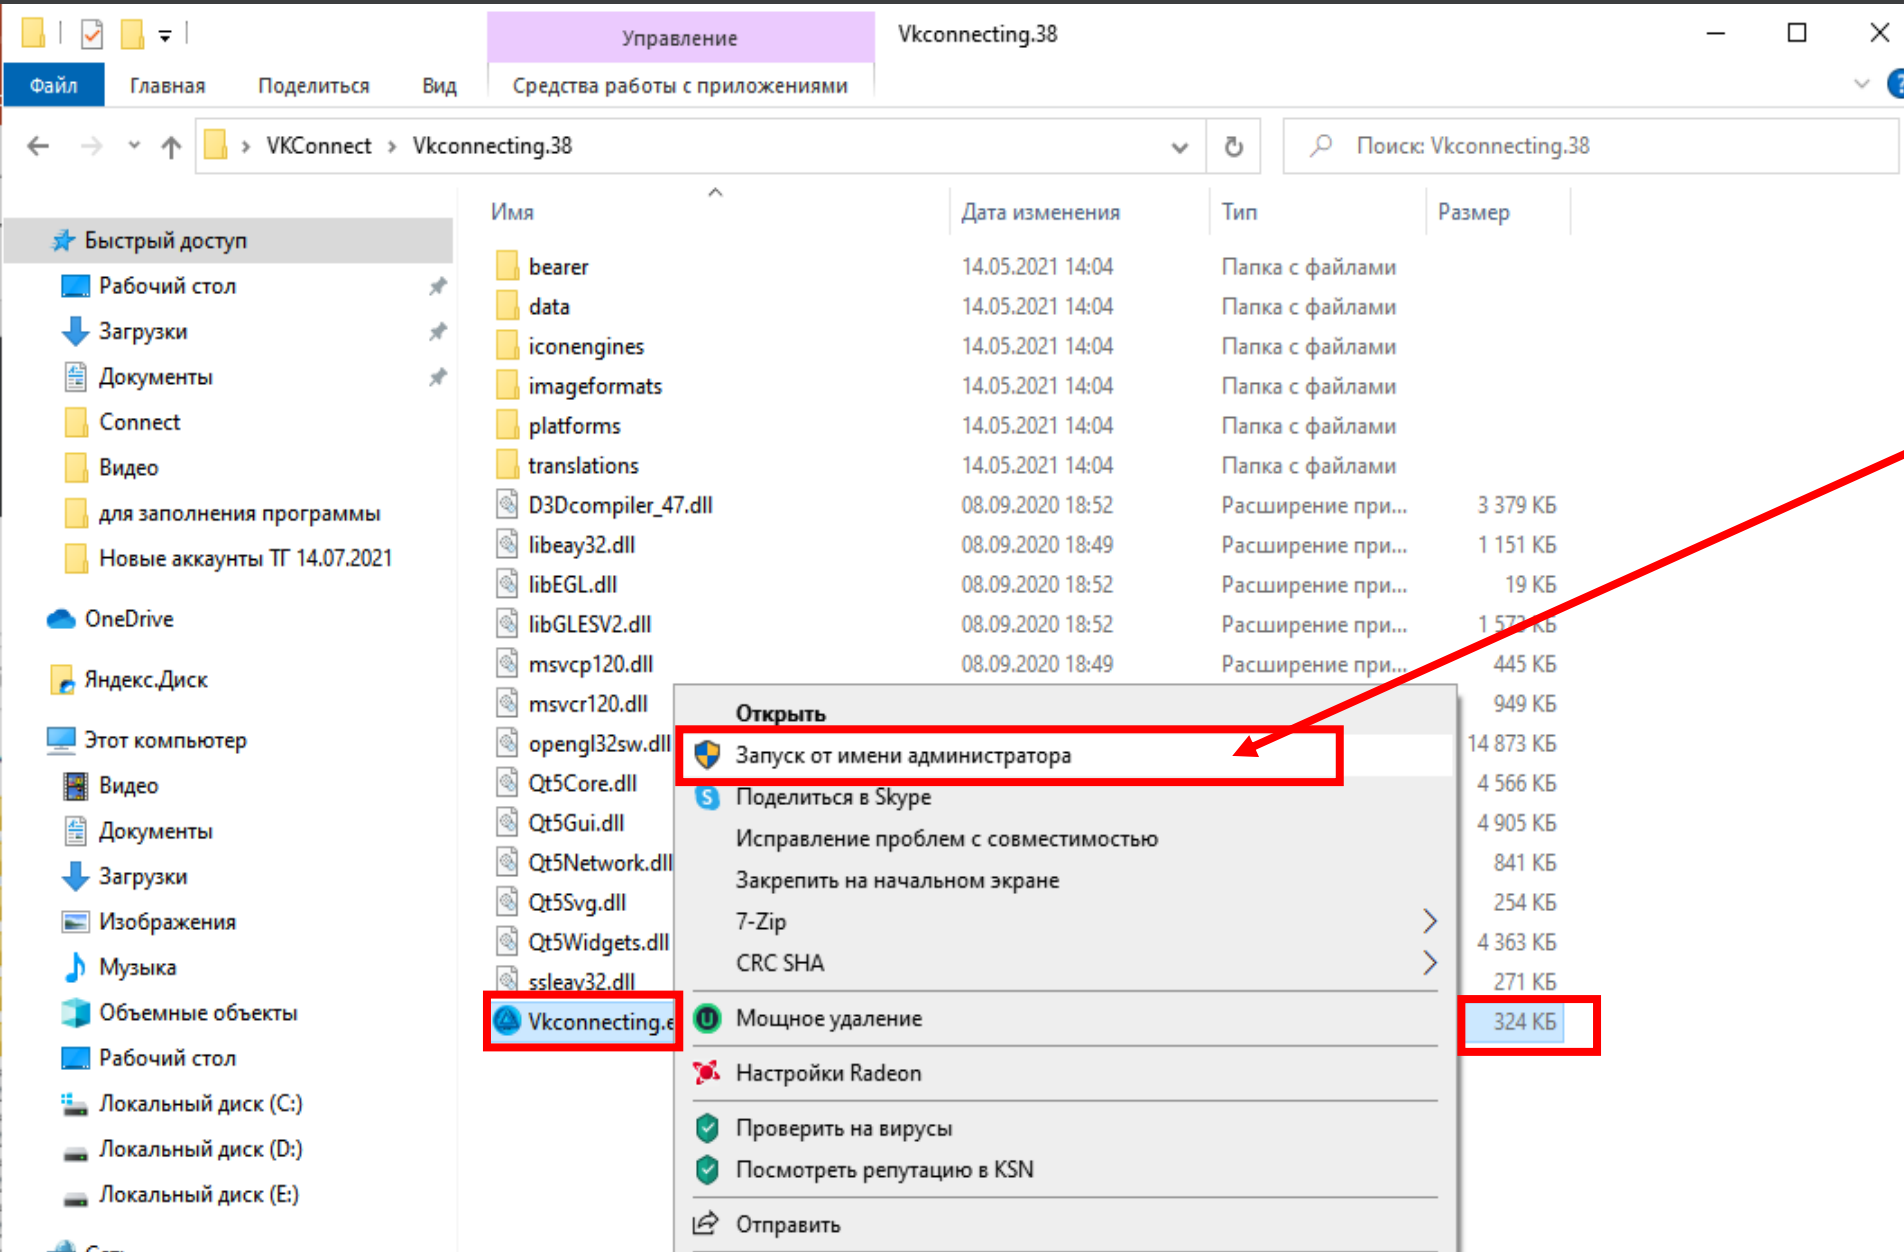 Управление
Vkconnecting.38
Файл
Главная
Поделиться
Вид
Средства работы с приложениями
VKConnect
Vkconnecting.38
Поиск: Vkconnecting.38
Имя
Дата изменения
Тип
Размер
Быстрый доступ
Рабочий стол
Загрузки
Документы
Connect
Видео
для заполнения программы
Новые аккаунты ТГ 14.07.2021
OneDrive
Яндекс.Диск
Этот компьютер
Видео
Документы
Загрузки
Изображения
Музыка
Объемные объекты
Рабочий стол
Локальный диск (C:)
Локальный диск (D:)
Локальный диск (E:)
bearer 14.05.2021 14:04 Папка с файлами
data 14.05.2021 14:04 Папка с файлами
iconengines 14.05.2021 14:04 Папка с файлами
imageformats 14.05.2021 14:04 Папка с файлами
platforms 14.05.2021 14:04 Папка с файлами
translations 14.05.2021 14:04 Папка с файлами
D3Dcompiler_47.dll 08.09.2020 18:52 Расширение при... 3 379 КБ
libeay32.dll 08.09.2020 18:49 Расширение при... 1 151 КБ
libEGL.dll 08.09.2020 18:52 Расширение при... 19 КБ
libGLESV2.dll 08.09.2020 18:52 Расширение при... 1 573 КБ
msvcp120.dll 08.09.2020 18:49 Расширение при... 445 КБ
msvcr120.dll 949 КБ
opengl32sw.dll 14 873 КБ
Qt5Core.dll 4 566 КБ
Qt5Gui.dll 4 905 КБ
Qt5Network.dll 841 КБ
Qt5Svg.dll 254 КБ
Qt5Widgets.dll 4 363 КБ
ssleay32.dll 271 КБ
Vkconnecting.e 324 КБ
Открыть
Запуск от имени администратора
Поделиться в Skype
Исправление проблем с совместимостью
Закрепить на начальном экране
7-Zip
CRC SHA
Мощное удаление
Настройки Radeon
Проверить на вирусы
Посмотреть репутацию в KSN
Отправить